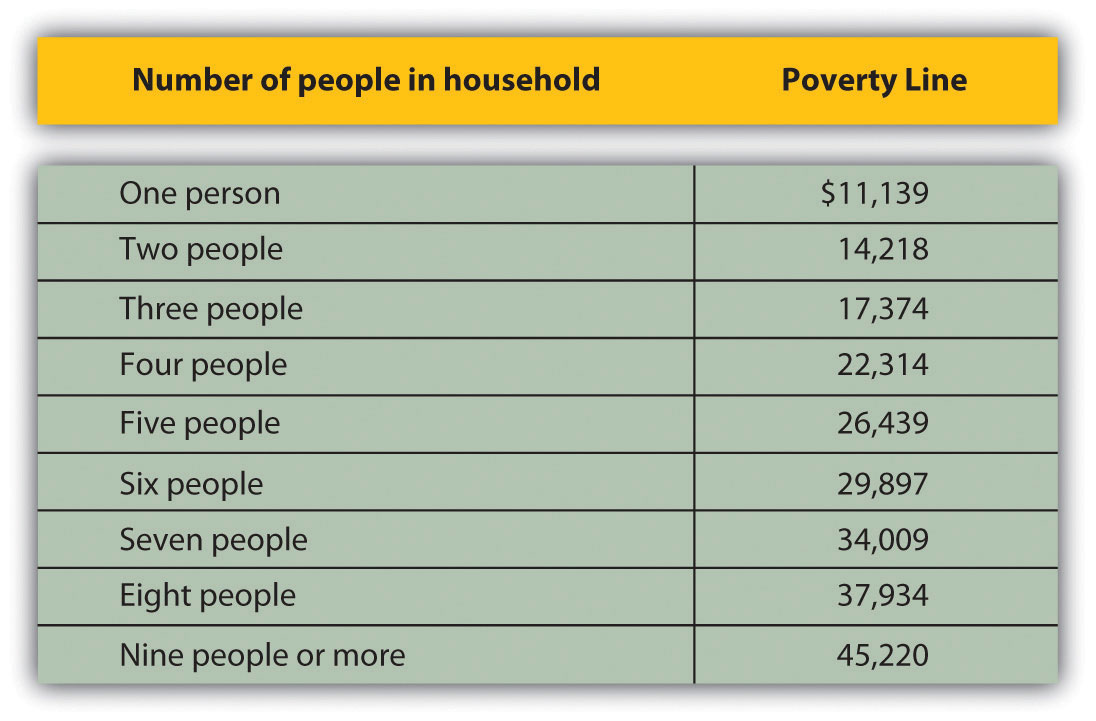 Number of people in household Poverty Line
One person $11,139
Two people 14,218
Three people 17,374
Four people 22,314
Five people 26,439
Six people 29,897
Seven people 34,009
Eight people 37,934
Nine people or more 45,220